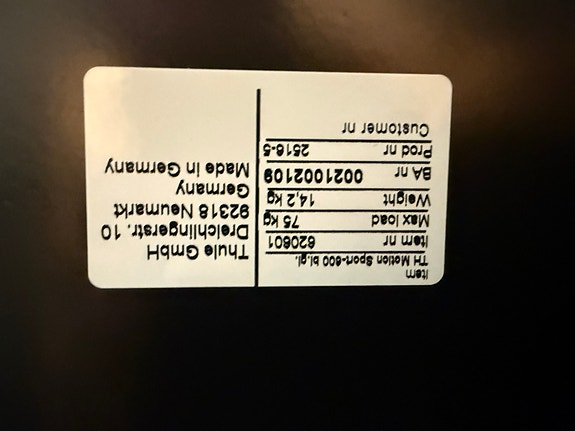 Item
TH Motion Sport-600 bl.gl.
Item nr 620601
Max load 75 kg
Weight 14,2 kg
BA nr 0021002109
Prod nr 2516-5
Customer nr
Thule GmbH
Dreichlingerstr. 10
92318 Neumarkt
Germany
Made in Germany